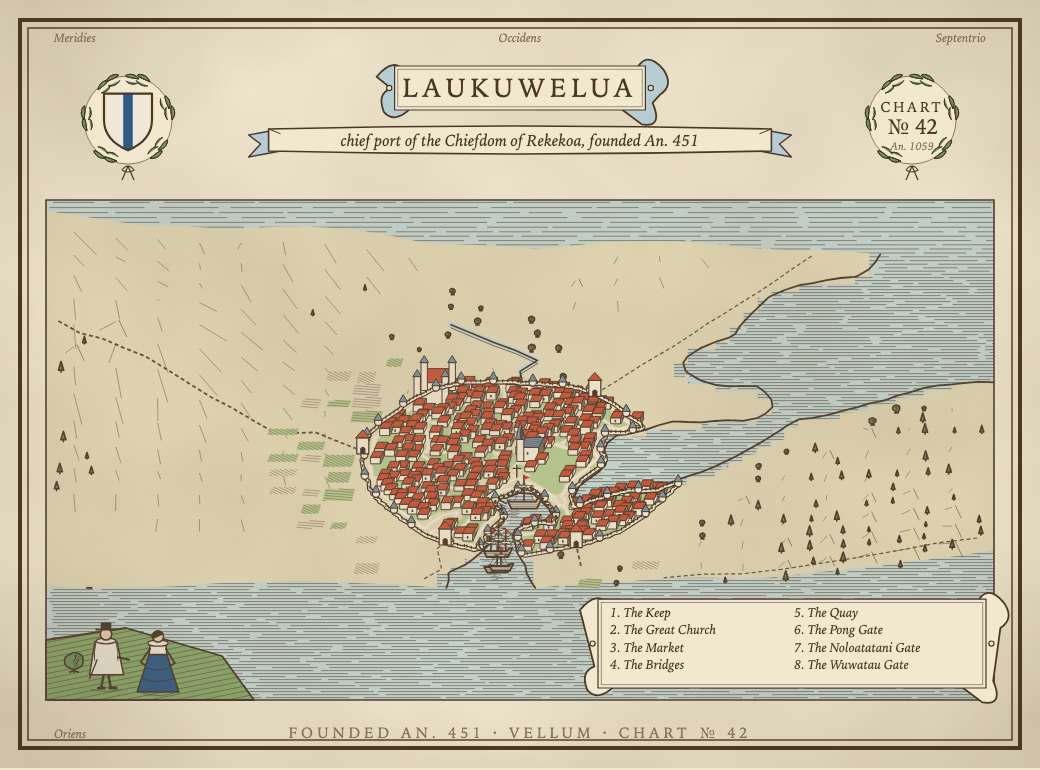 Meridies
Occidens
Septentrio
LAUKUWELUA
chief port of the Chiefdom of Rekekoa, founded An. 451
CHART
№ 42
An. 1059
1. The Keep
2. The Great Church
3. The Market
4. The Bridges
5. The Quay
6. The Pong Gate
7. The Noloatatani Gate
8. The Wuwatau Gate
Oriens
FOUNDED AN. 451 · VELLUM · CHART № 42